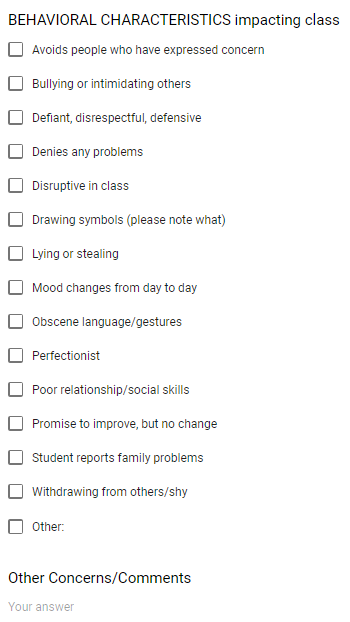 BEHAVIORAL CHARACTERISTICS impacting class
Avoids people who have expressed concern
Bullying or intimidating others
Defiant, disrespectful, defensive
Denies any problems
Disruptive in class
Drawing symbols (please note what)
Lying or stealing
Mood changes from day to day
Obscene language/gestures
Perfectionist
Poor relationship/social skills
Promise to improve, but no change
Student reports family problems
Withdrawing from others/shy
Other:
Other Concerns/Comments
Your answer